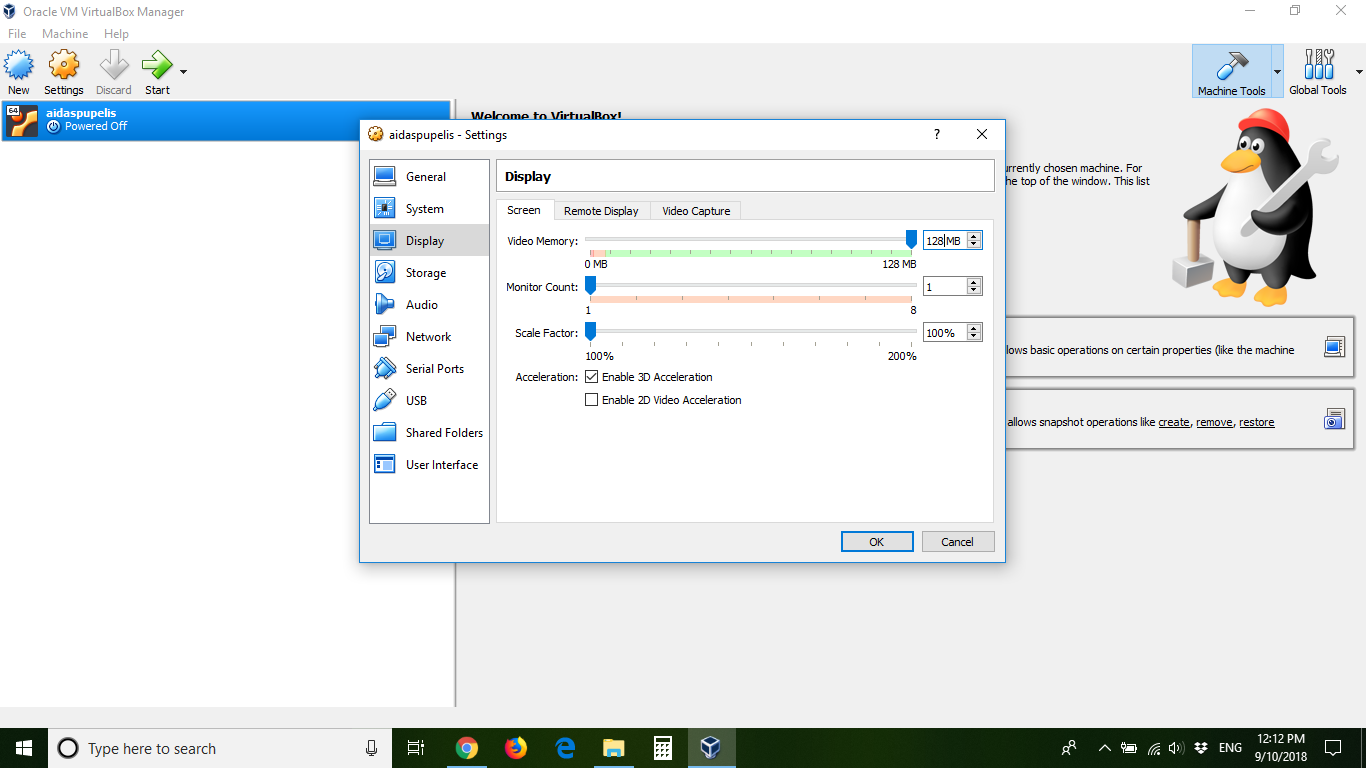 Oracle VM VirtualBox Manager
File Machine Help
New Settings Discard Start
Machine Tools Global Tools
64
aidaspupelis
Powered Off
Welcome to VirtualBox!
aidaspupelis - Settings
?
General
System
Display
Storage
Audio
Network
Serial Ports
USB
Shared Folders
User Interface
Display
Screen Remote Display Video Capture
Video Memory: 128 MB
0 MB 128 MB
Monitor Count: 1
1 8
Scale Factor: 100%
100% 200%
Acceleration: Enable 3D Acceleration
Enable 2D Video Acceleration
OK Cancel
currently chosen machine. For
the top of the window. This list
lows basic operations on certain properties (like the machine
allows snapshot operations like create, remove, restore
Type here to search
ENG
12:12 PM
9/10/2018